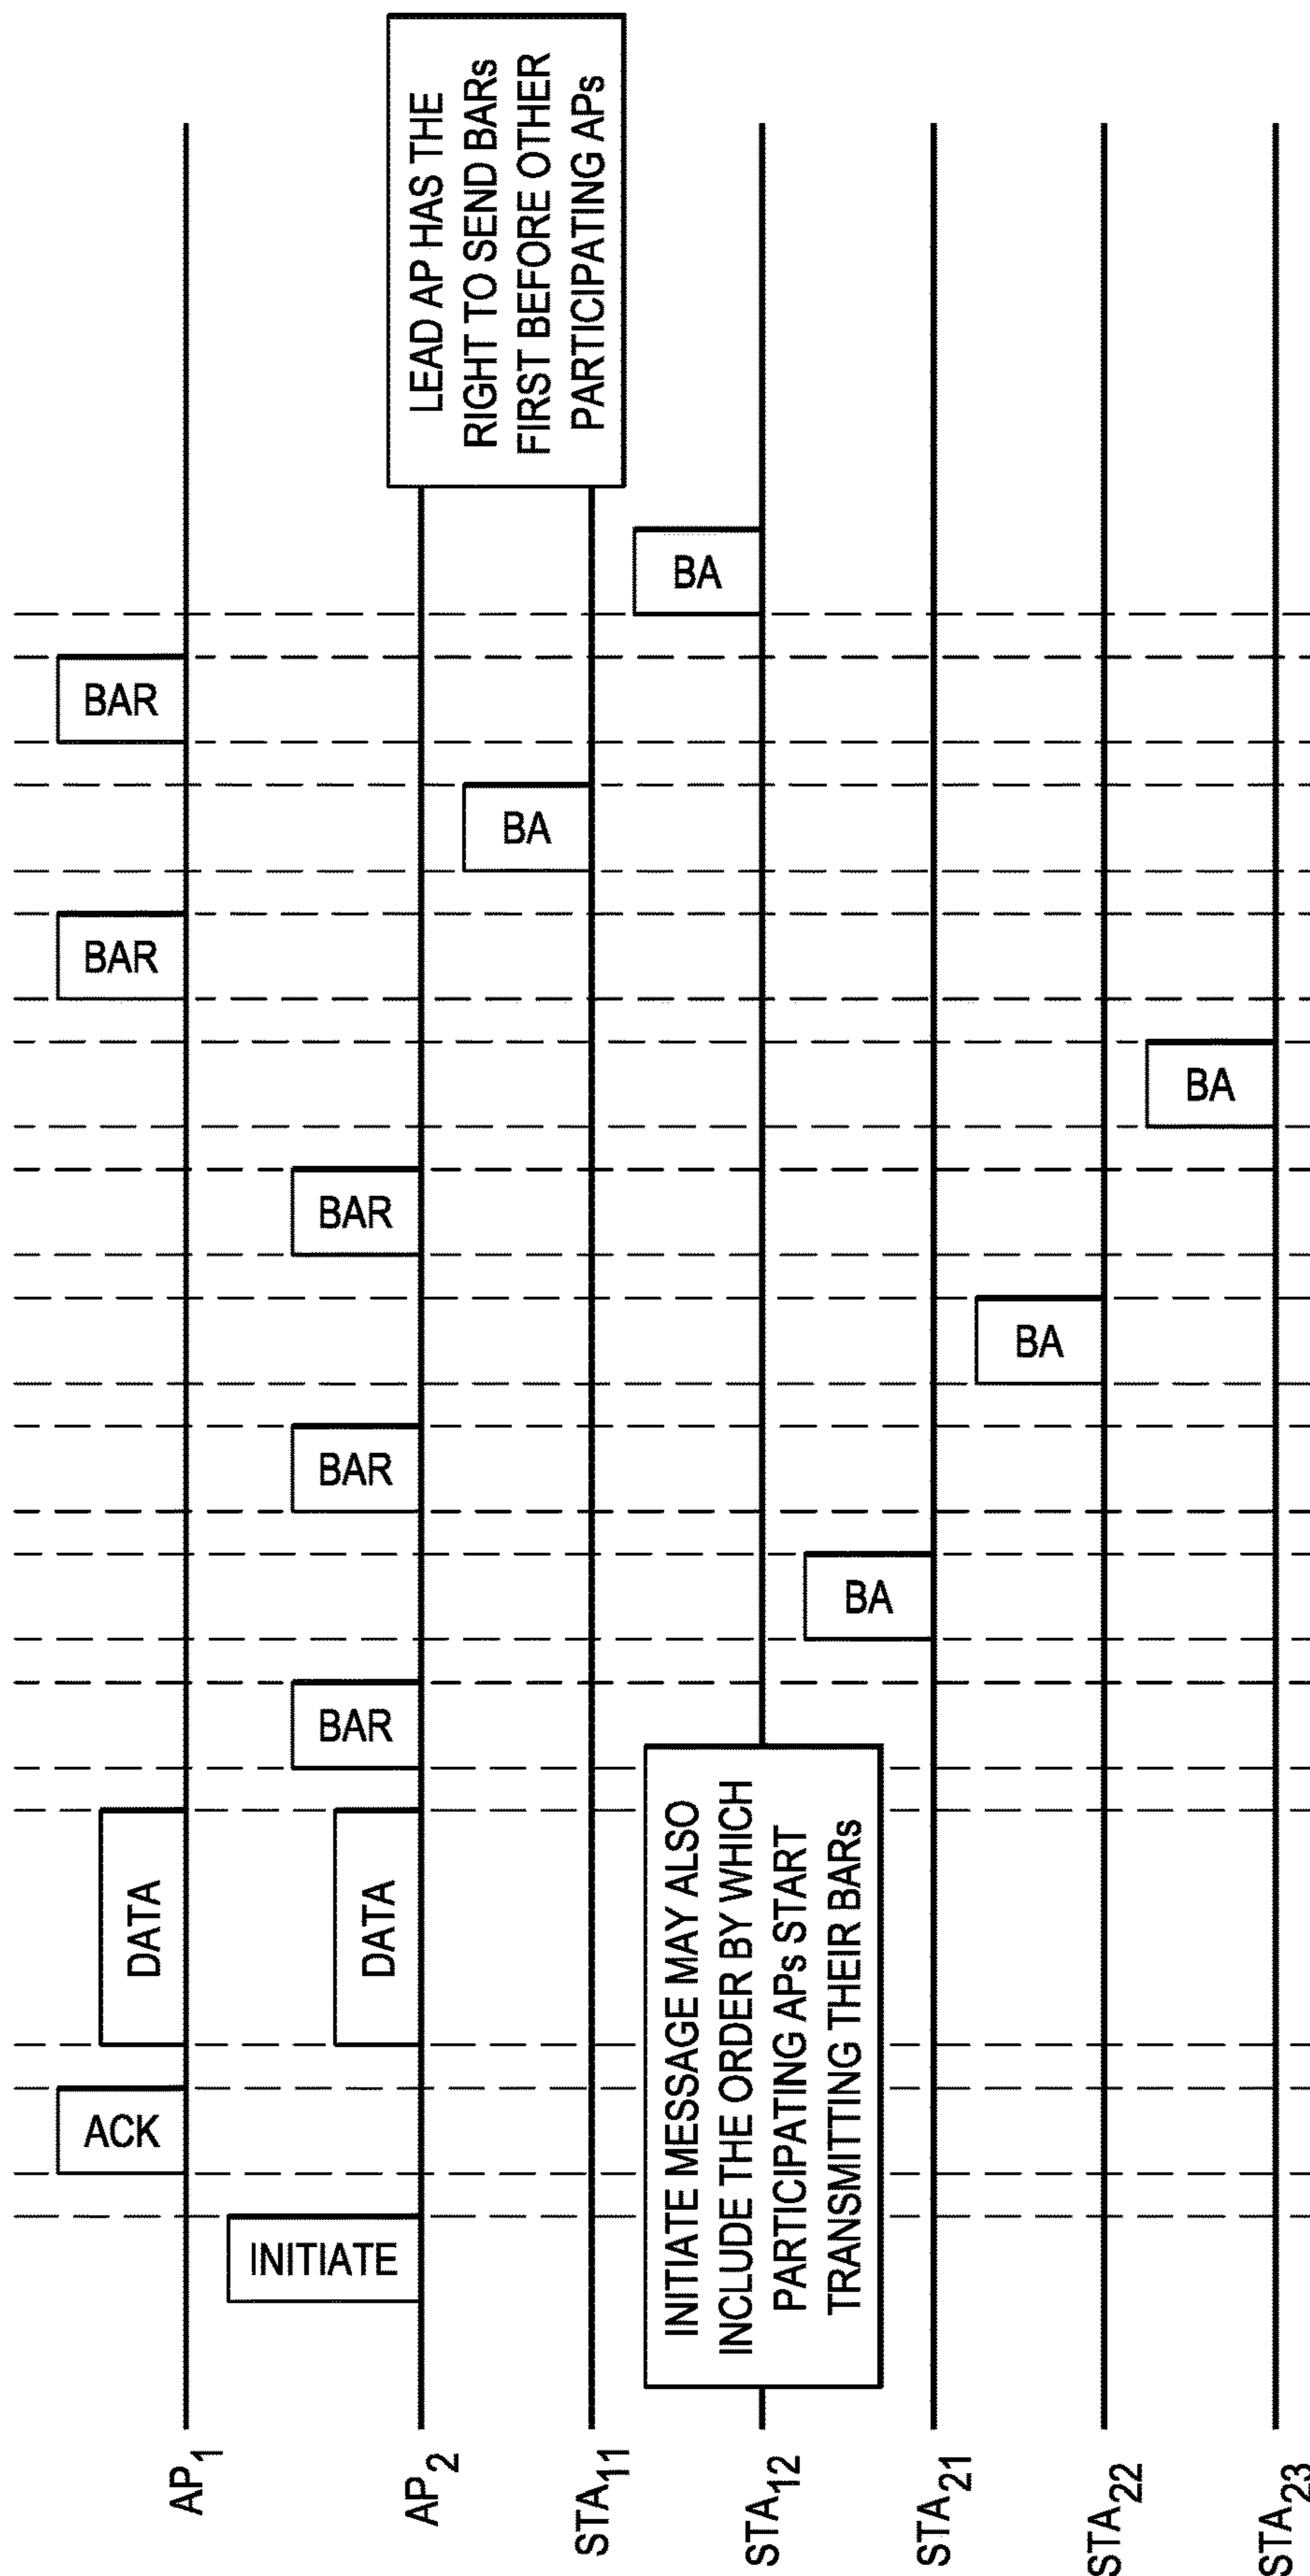 AP1
ACK
DATA
BAR
BAR
AP2
INITIATE
DATA
BAR
BAR
BAR
LEAD AP HAS THE
RIGHT TO SEND BARs
FIRST BEFORE OTHER
PARTICIPATING APs
STA11
BA
STA12
INITIATE MESSAGE MAY ALSO
INCLUDE THE ORDER BY WHICH
PARTICIPATING APs START
TRANSMITTING THEIR BARs
BA
STA21
BA
STA22
BA
STA23
BA